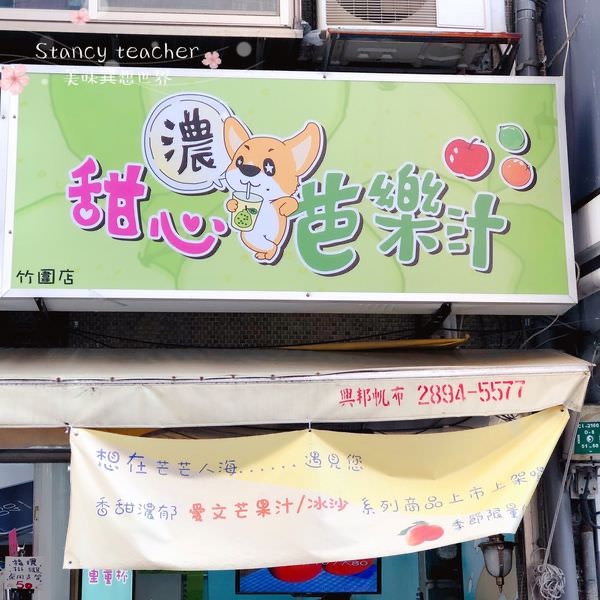 Stancy teacher
美味異想世界
濃
甜心芭樂汁
竹圍店
興邦帆布 2894-5577
想在芒芒人海......遇見您
香甜濃郁 愛文芒果汁/冰沙 系列商品上市上架囉
季節限量
50